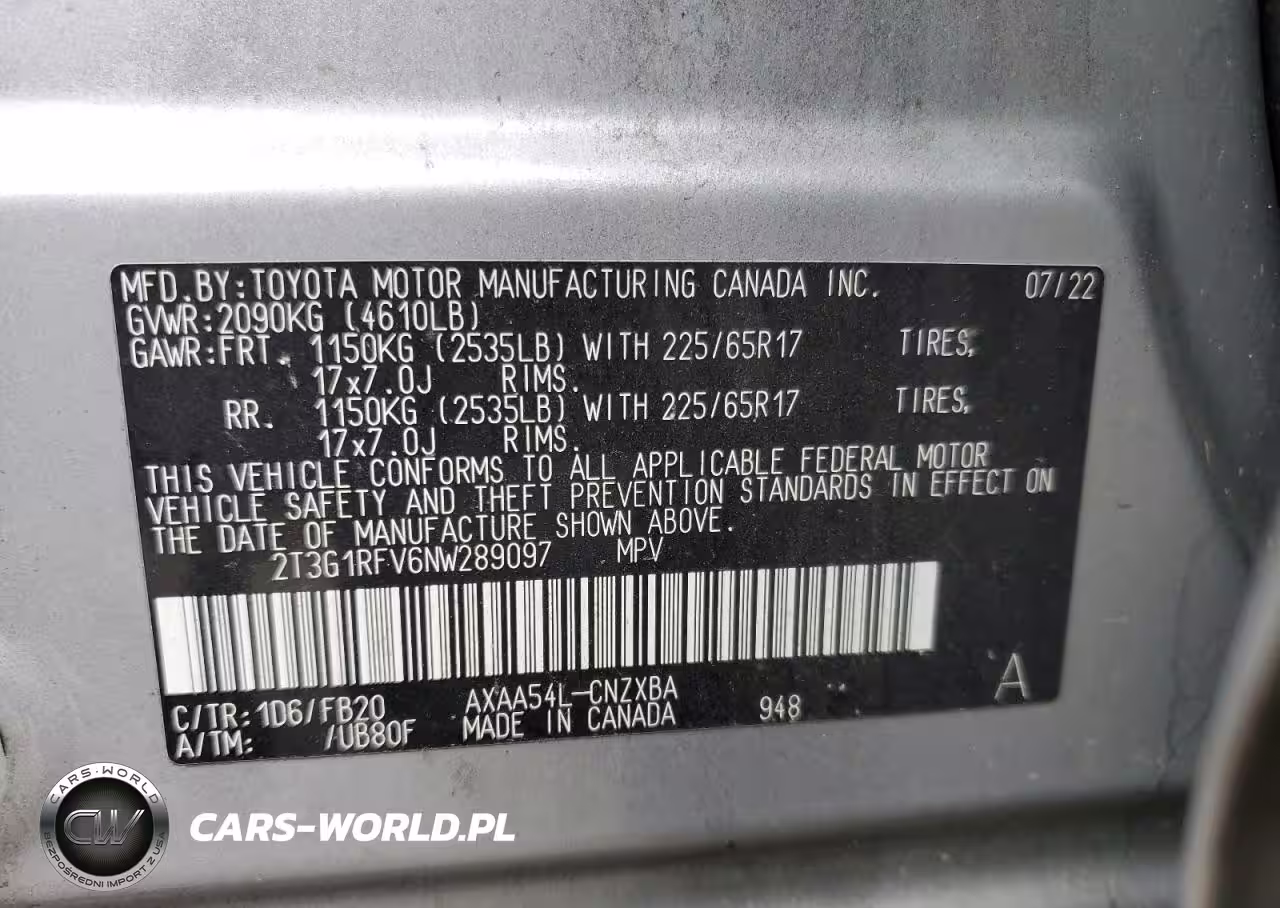 MFD.BY:TOYOTA MOTOR MANUFACTURING CANADA INC. 07/22
GVWR:2090KG (4610LB)
GAWR:FRT. 1150KG (2535LB) WITH 225/65R17 TIRES,
17x7.0J RIMS.
RR. 1150KG (2535LB) WITH 225/65R17 TIRES,
17x7.0J RIMS.
THIS VEHICLE CONFORMS TO ALL APPLICABLE FEDERAL MOTOR
VEHICLE SAFETY AND THEFT PREVENTION STANDARDS IN EFFECT ON
THE DATE OF MANUFACTURE SHOWN ABOVE.
2T3G1RFV6NW289097 MPV
A
C/TR:1D6/FB20 AXAA54L-CNZXBA
A/TM: /UB80F MADE IN CANADA 948
CARS-WORLD
CW
BEZPOŚREDNI IMPORT Z USA
CARS-WORLD.PL